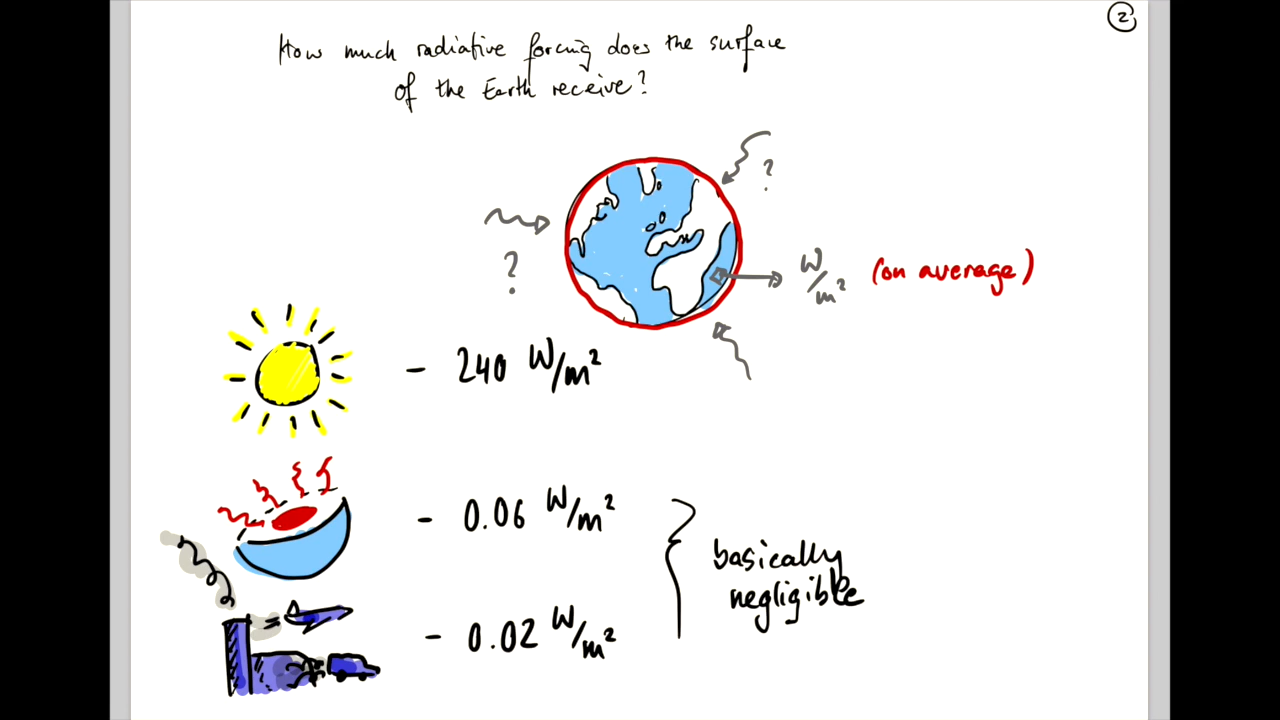 2
How much radiative forcing does the surface
of the Earth receive?
?
?
W/m² (on average)
- 240 W/m²
- 0.06 W/m²
basically
negligible
- 0.02 W/m²